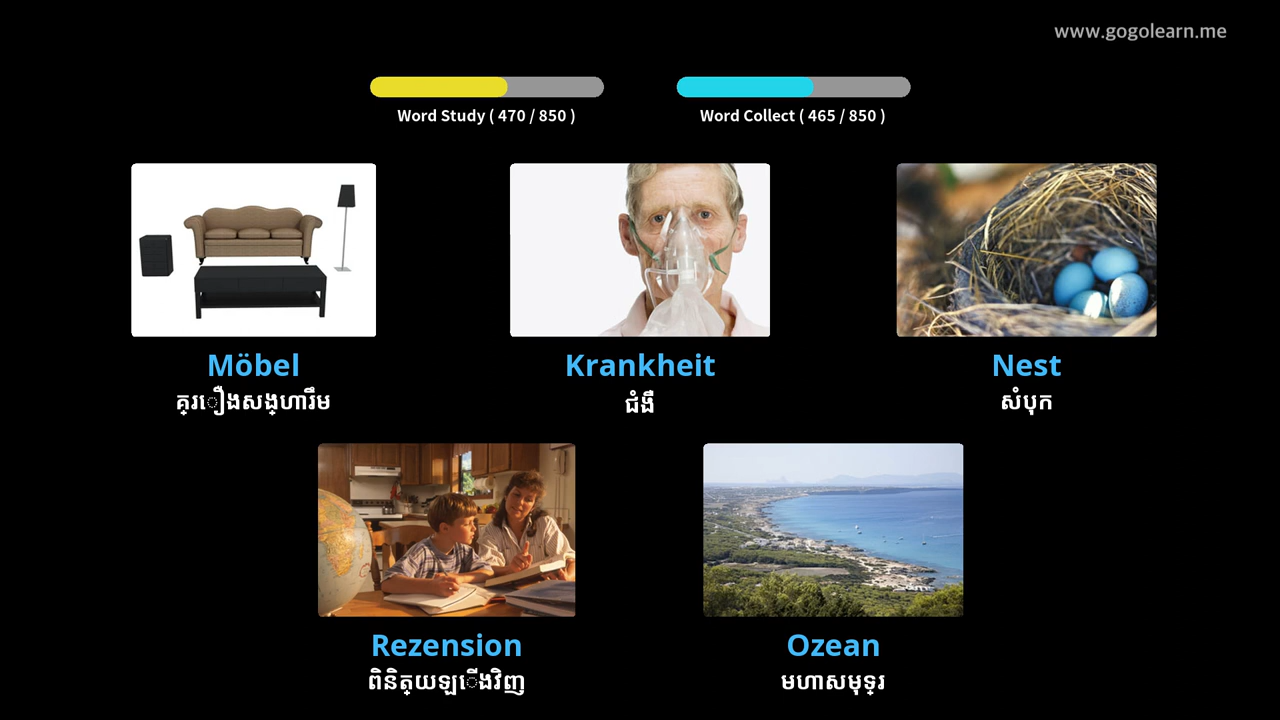 www.gogolearn.me
Word Study ( 470 / 850 )
Word Collect ( 465 / 850 )
Möbel
គ្រឿងសង្ហារឹម
Krankheit
ជំងឺ
Nest
សំបុក
Rezension
ពិនិត្យឡើងវិញ
Ozean
មហាសមុទ្រ